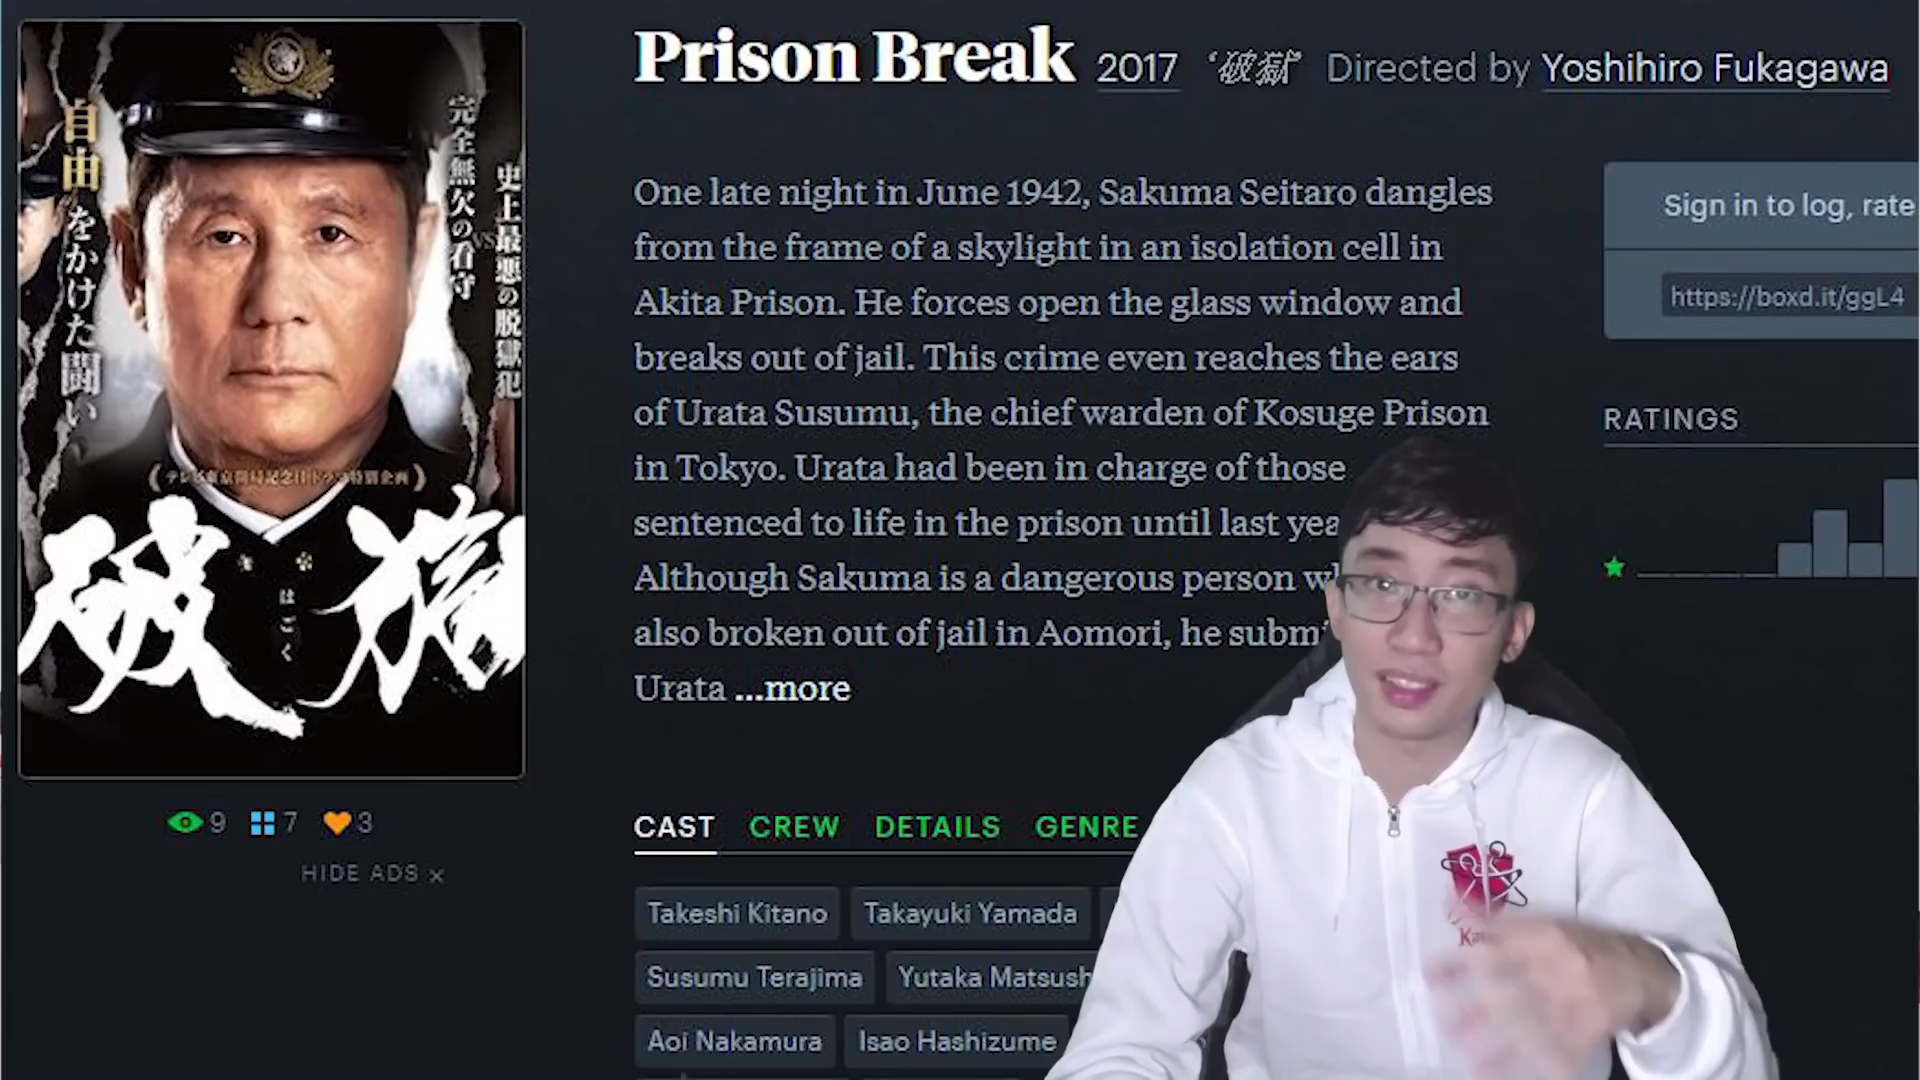 Prison Break 2017 ‘破獄’ Directed by Yoshihiro Fukagawa
自由をかけた闘い
完全無欠の看守
VS
史上最悪の脱獄犯
破獄
はごく
One late night in June 1942, Sakuma Seitaro dangles
from the frame of a skylight in an isolation cell in
Akita Prison. He forces open the glass window and
breaks out of jail. This crime even reaches the ears
of Urata Susumu, the chief warden of Kosuge Prison
in Tokyo. Urata had been in charge of those
sentenced to life in the prison until last yea
Although Sakuma is a dangerous person wh
also broken out of jail in Aomori, he subm
Urata ...more
Sign in to log, rate
https://boxd.it/ggL4
RATINGS
9 7 3
HIDE ADS ×
CAST CREW DETAILS GENRE
Takeshi Kitano Takayuki Yamada
Susumu Terajima Yutaka Matsush
Aoi Nakamura Isao Hashizume